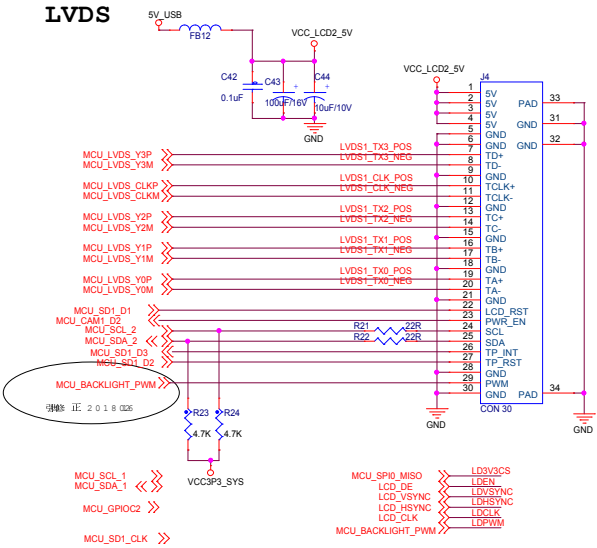 LVDS
5V_USB
FB12
VCC_LCD2_5V
C42
0.1uF
C43
100uF/16V
C44
10uF/10V
GND
VCC_LCD2_5V
J4
1 5V
2 5V
3 5V
4 5V
5 GND
6 GND
7 TD+
8 TD-
9 GND
10 TCLK+
11 TCLK-
12 GND
13 TC+
14 TC-
15 GND
16 TB+
17 TB-
18 GND
19 TA+
20 TA-
21 GND
22 LCD_RST
23 PWR_EN
24 SCL
25 SDA
26 TP_INT
27 TP_RST
28 GND
29 PWM
30 GND
PAD 33
GND 31
GND 32
PAD 34
CON 30
GND
GND
MCU_LVDS_Y3P LVDS1_TX3_POS
MCU_LVDS_Y3M LVDS1_TX3_NEG
MCU_LVDS_CLKP LVDS1_CLK_POS
MCU_LVDS_CLKM LVDS1_CLK_NEG
MCU_LVDS_Y2P LVDS1_TX2_POS
MCU_LVDS_Y2M LVDS1_TX2_NEG
MCU_LVDS_Y1P LVDS1_TX1_POS
MCU_LVDS_Y1M LVDS1_TX1_NEG
MCU_LVDS_Y0P LVDS1_TX0_POS
MCU_LVDS_Y0M LVDS1_TX0_NEG
MCU_SD1_D1
MCU_CAM1_D2
MCU_SCL_2 R21 22R
MCU_SDA_2 R22 22R
MCU_SD1_D3
MCU_SD1_D2
MCU_BACKLIGHT_PWM
修 正 2018
R23
4.7K
R24
4.7K
VCC3P3_SYS
MCU_SCL_1
MCU_SDA_1
MCU_GPIOC2
MCU_SD1_CLK
MCU_SPI0_MISO LD3V3CS
LCD_DE LDEN
LCD_VSYNC LDVSYNC
LCD_HSYNC LDHSYNC
LCD_CLK LDCLK
MCU_BACKLIGHT_PWM LDPWM